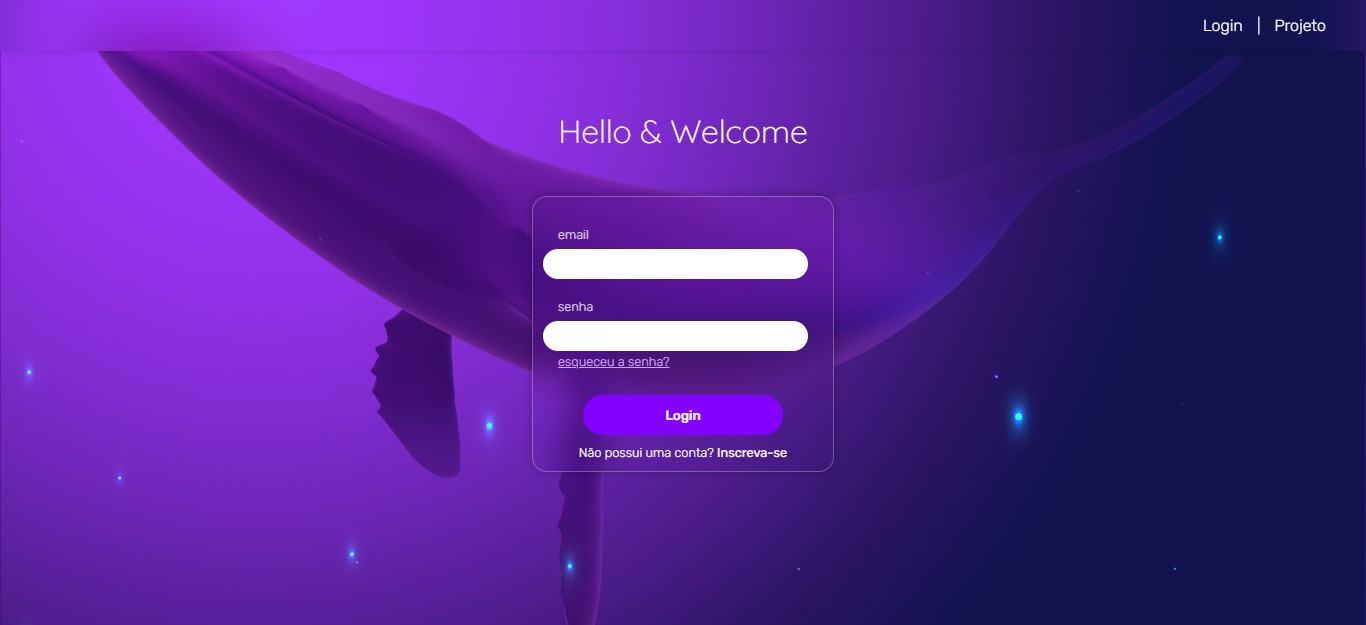 Login | Projeto
Hello & Welcome
email
senha
esqueceu a senha?
Login
Não possui uma conta? Inscreva-se